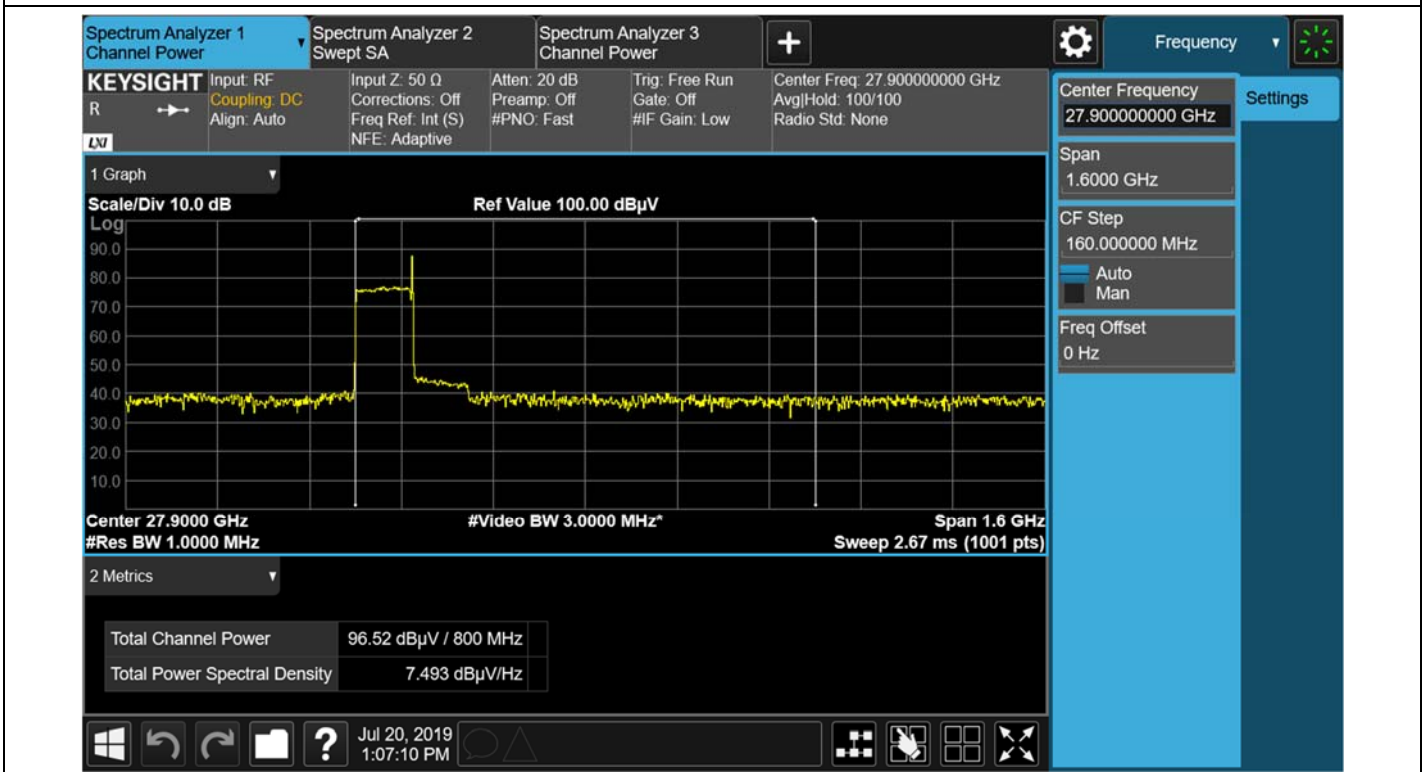 Spectrum Analyzer 1
Channel Power
Spectrum Analyzer 2
Swept SA
Spectrum Analyzer 3
Channel Power
Frequency
KEYSIGHT
R
LXI
Input: RF
Coupling: DC
Align: Auto
Input Z: 50 Ω
Corrections: Off
Freq Ref: Int (S)
NFE: Adaptive
Atten: 20 dB
Preamp: Off
#PNO: Fast
Trig: Free Run
Gate: Off
#IF Gain: Low
Center Freq: 27.900000000 GHz
Avg|Hold: 100/100
Radio Std: None
Center Frequency
27.900000000 GHz
Settings
Span
1.6000 GHz
CF Step
160.000000 MHz
Auto
Man
Freq Offset
0 Hz
1 Graph
Scale/Div 10.0 dB
Ref Value 100.00 dBµV
Log
90.0
80.0
70.0
60.0
50.0
40.0
30.0
20.0
10.0
Center 27.9000 GHz
#Video BW 3.0000 MHz*
Span 1.6 GHz
#Res BW 1.0000 MHz
Sweep 2.67 ms (1001 pts)
2 Metrics
Total Channel Power 96.52 dBµV / 800 MHz
Total Power Spectral Density 7.493 dBµV/Hz
?
Jul 20, 2019
1:07:10 PM